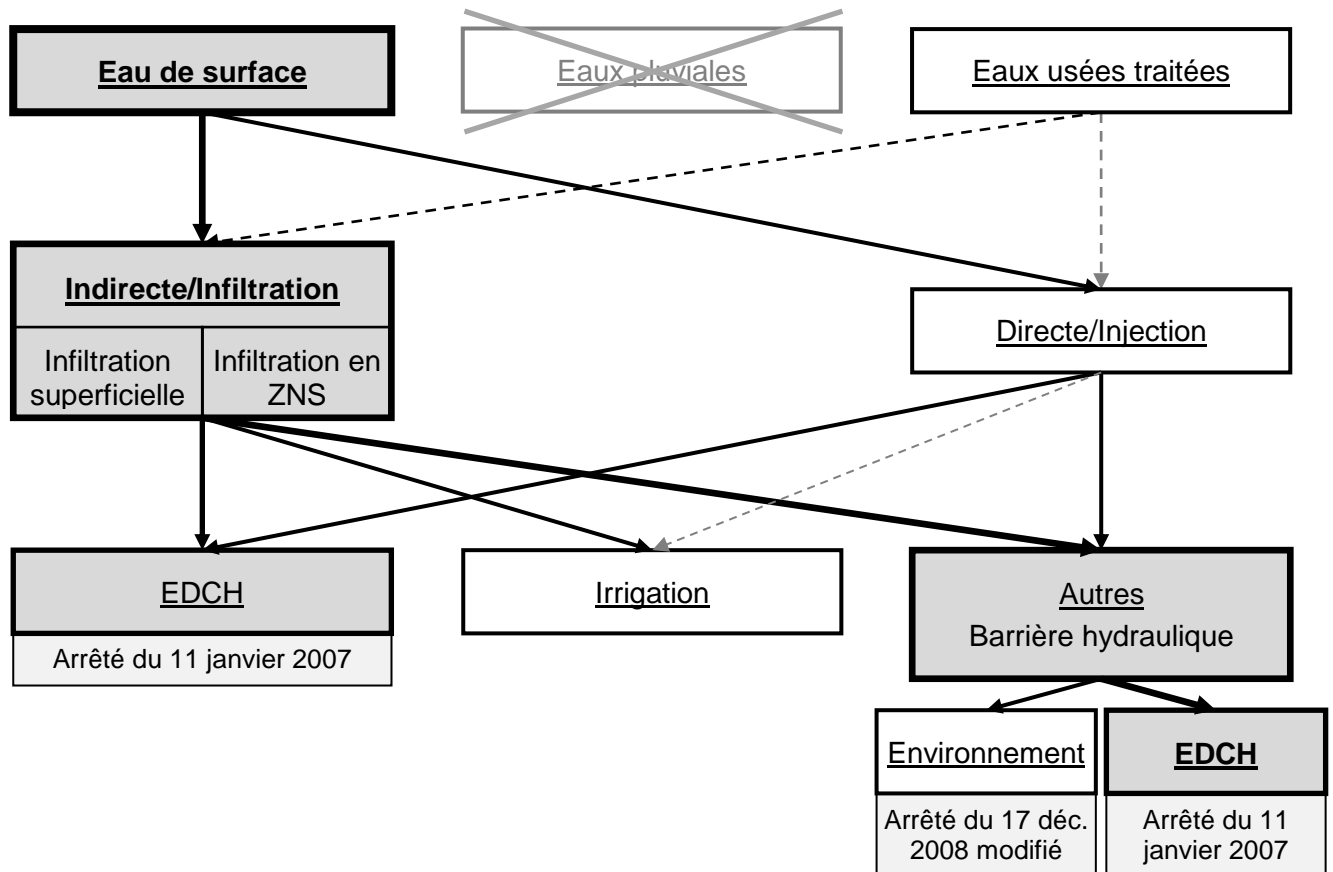 Eau de surface
Eaux pluviales
Eaux usées traitées
Indirecte/Infiltration
Infiltration
superficielle
Infiltration en
ZNS
Directe/Injection
EDCH
Arrêté du 11 janvier 2007
Irrigation
Autres
Barrière hydraulique
Environnement
Arrêté du 17 déc.
2008 modifié
EDCH
Arrêté du 11
janvier 2007